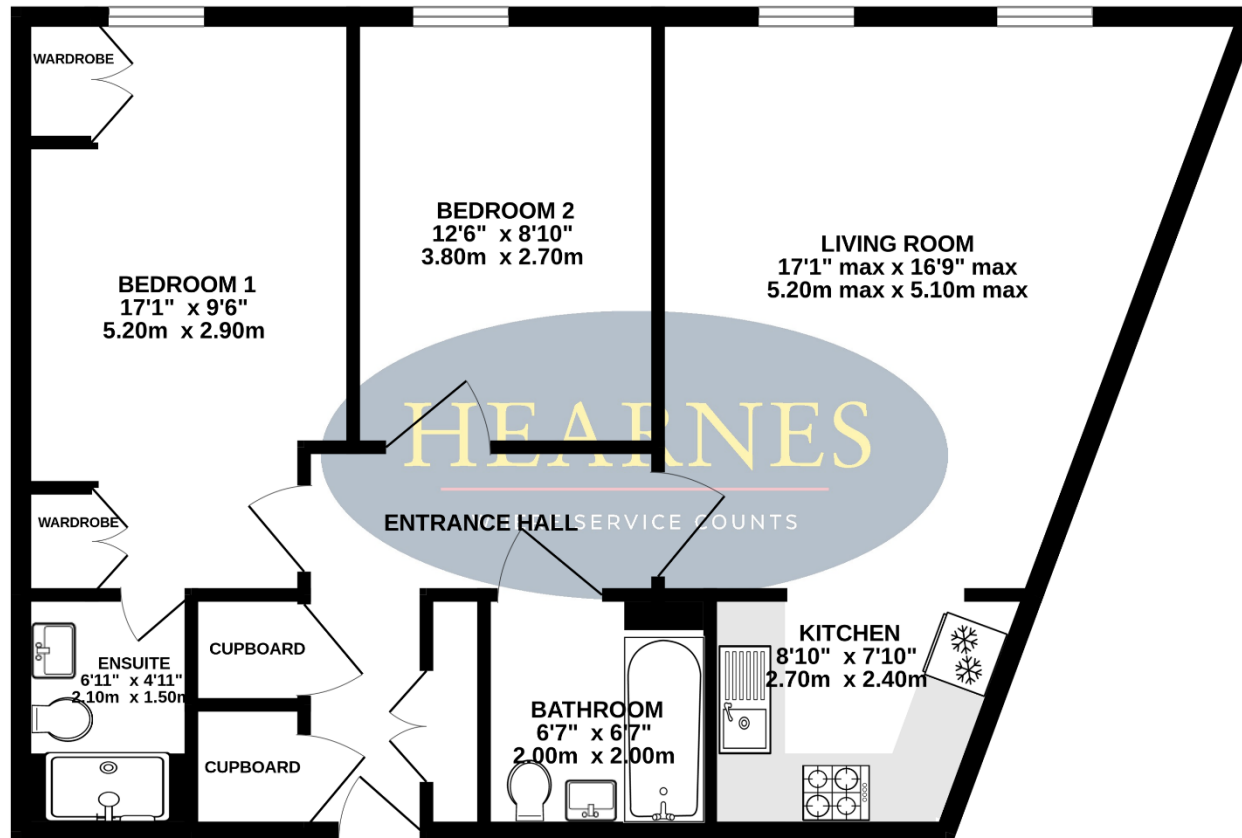 WARDROBE
BEDROOM 2
12'6" x 8'10"
3.80m x 2.70m
LIVING ROOM
17'1" max x 16'9" max
5.20m max x 5.10m max
BEDROOM 1
17'1" x 9'6"
5.20m x 2.90m
HEARNES
WARDROBE
ENTRANCE HALL
SERVICE COUNTS
CUPBOARD
KITCHEN
8'10" x 7'10"
2.70m x 2.40m
ENSUITE
6'11" x 4'11"
2.10m x 1.50m
BATHROOM
6'7" x 6'7"
2.00m x 2.00m
CUPBOARD